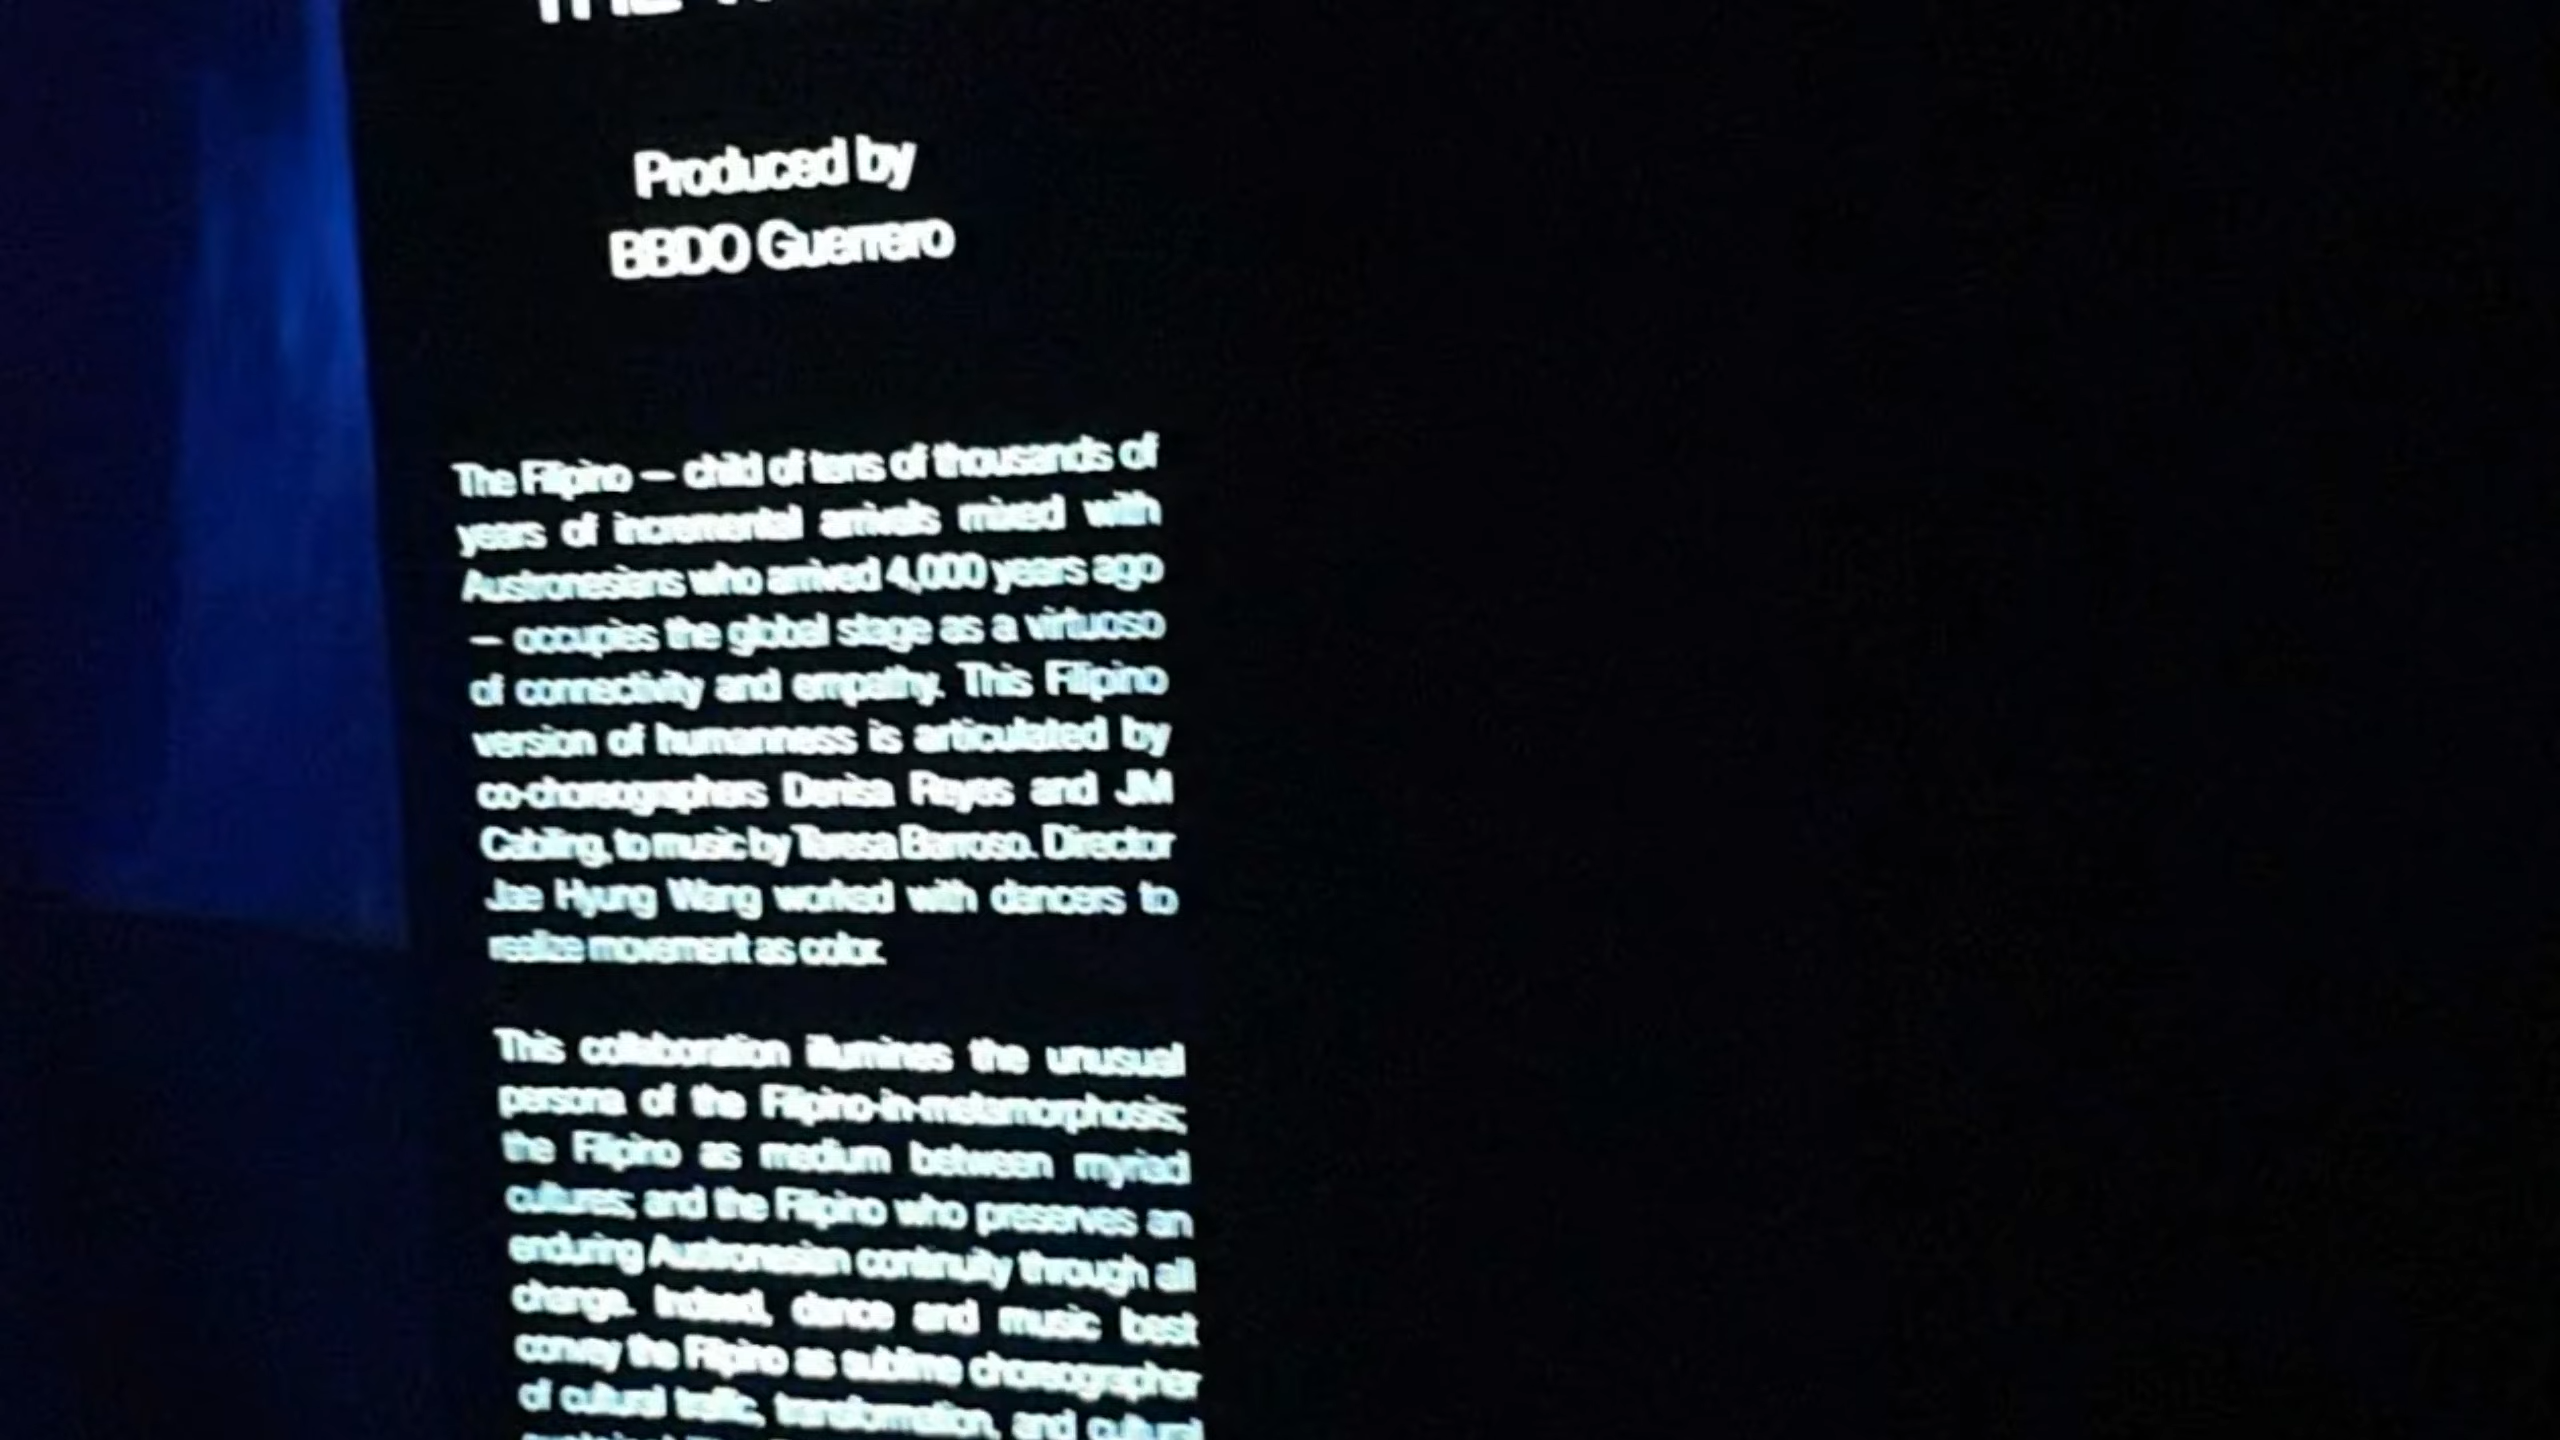 THE
Produced by
BBDO Guerrero
The Filipino — child of tens of thousands of
years of incremental arrivals mixed with
Austronesians who arrived 4,000 years ago
— occupies the global stage as a virtuoso
of connectivity and empathy. This Filipino
version of humanness is articulated by
co-choreographers Denisa Reyes and JM
Cabling, to music by Teresa Barroso. Director
Jae Hyung Wang worked with dancers to
realize movement as color.
This collaboration illumines the unusual
persona of the Filipino-in-metamorphosis;
the Filipino as medium between myriad
cultures; and the Filipino who preserves an
enduring Austronesian continuity through all
change. Indeed, dance and music best
convey the Filipino as sublime choreographer
of cultural traffic, transformation, and cultural